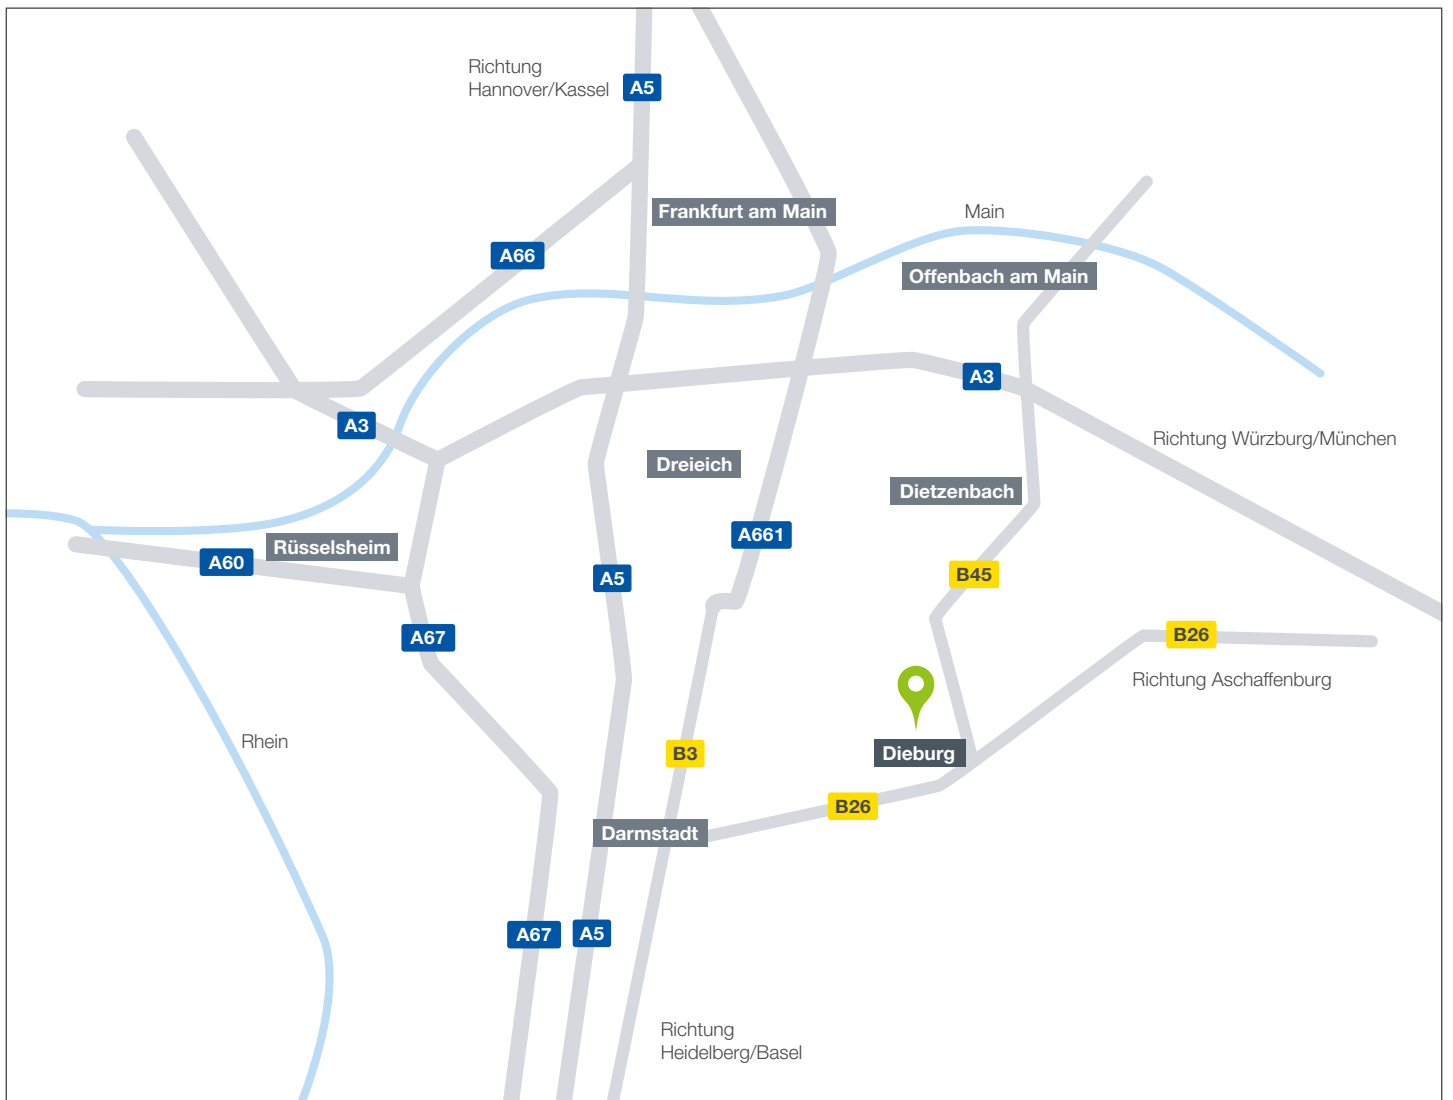 Richtung
Hannover/Kassel
A5
Frankfurt am Main
Main
A66
Offenbach am Main
A3
A3
Richtung Würzburg/München
Dreieich
Dietzenbach
A661
Rüsselsheim
A60
A5
B45
A67
B26
Richtung Aschaffenburg
Rhein
B3
Dieburg
B26
Darmstadt
A67
A5
Richtung
Heidelberg/Basel